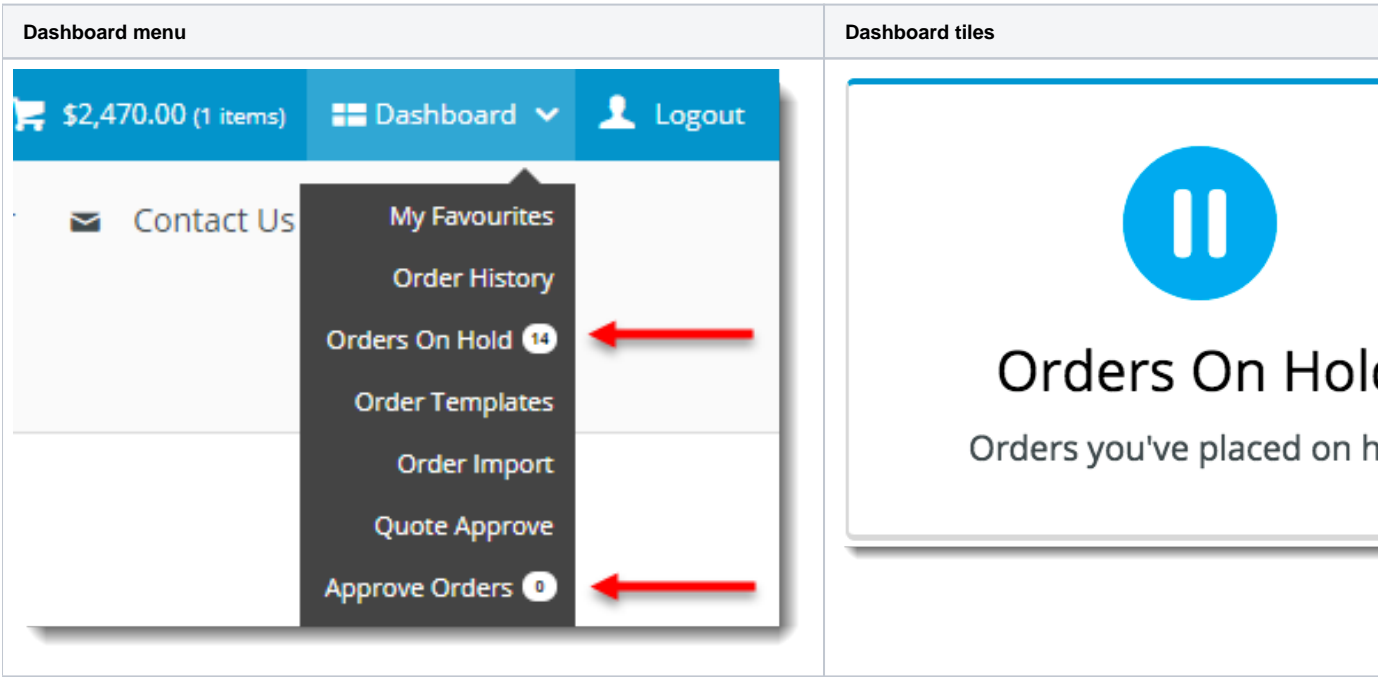 Dashboard menu
Dashboard tiles
$2,470.00 (1 items)
Dashboard
Logout
Contact Us
My Favourites
Order History
Orders On Hold 14
Order Templates
Order Import
Quote Approve
Approve Orders 0
Orders On Hol
Orders you've placed on h